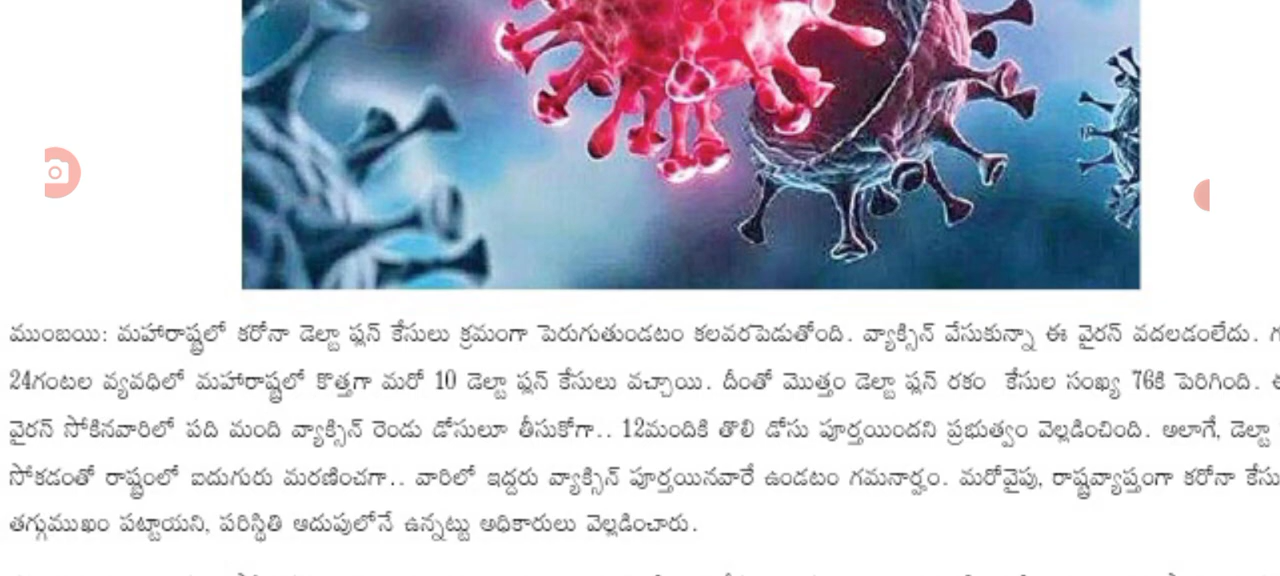 ముంబయి: మహారాష్ట్రలో కరోనా డెల్టా ప్లస్ కేసులు క్రమంగా పెరుగుతుండటం కలవరపెడుతోంది. వ్యాక్సిన్ వేసుకున్నా ఈ వైరస్ వదలడంలేదు.
24గంటల వ్యవధిలో మహారాష్ట్రలో కొత్తగా మరో 10 డెల్టా ప్లస్ కేసులు వచ్చాయి. దీంతో మొత్తం డెల్టా ప్లస్ రకం కేసుల సంఖ్య 76కి పెరిగింది.
వైరస్ సోకినవారిలో పది మంది వ్యాక్సిన్ రెండు డోసులూ తీసుకోగా.. 12మందికి తొలి డోసు పూర్తయిందని ప్రభుత్వం వెల్లడించింది. అలాగే, డెల్టా
సోకడంతో రాష్ట్రంలో ఐదుగురు మరణించగా.. వారిలో ఇద్దరు వ్యాక్సిన్ పూర్తయినవారే ఉండటం గమనార్హం. మరోవైపు, రాష్ట్రవ్యాప్తంగా కరోనా కేసు
తగ్గుముఖం పట్టాయని, పరిస్థితి అదుపులోనే ఉన్నట్టు అధికారులు వెల్లడించారు.